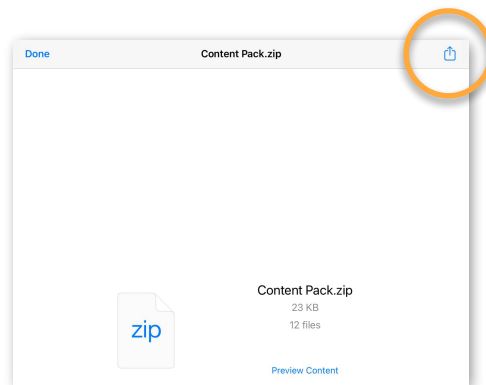 Done Content Pack.zip
zip
Content Pack.zip
23 KB
12 files
Preview Content